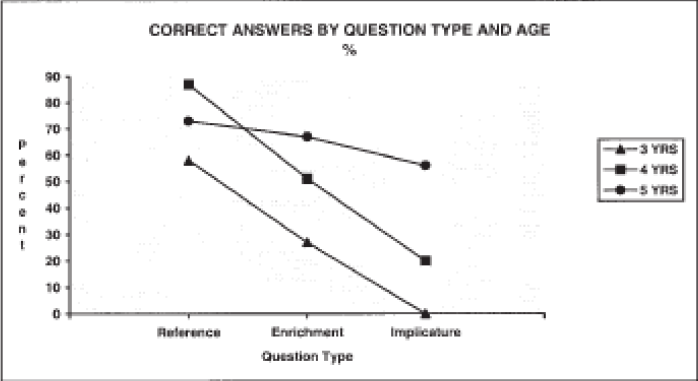 CORRECT ANSWERS BY QUESTION TYPE AND AGE
%
90
80
70
60
50
40
30
20
10
0
percent
Reference Enrichment Implicature
Question Type
3 YRS
4 YRS
5 YRS